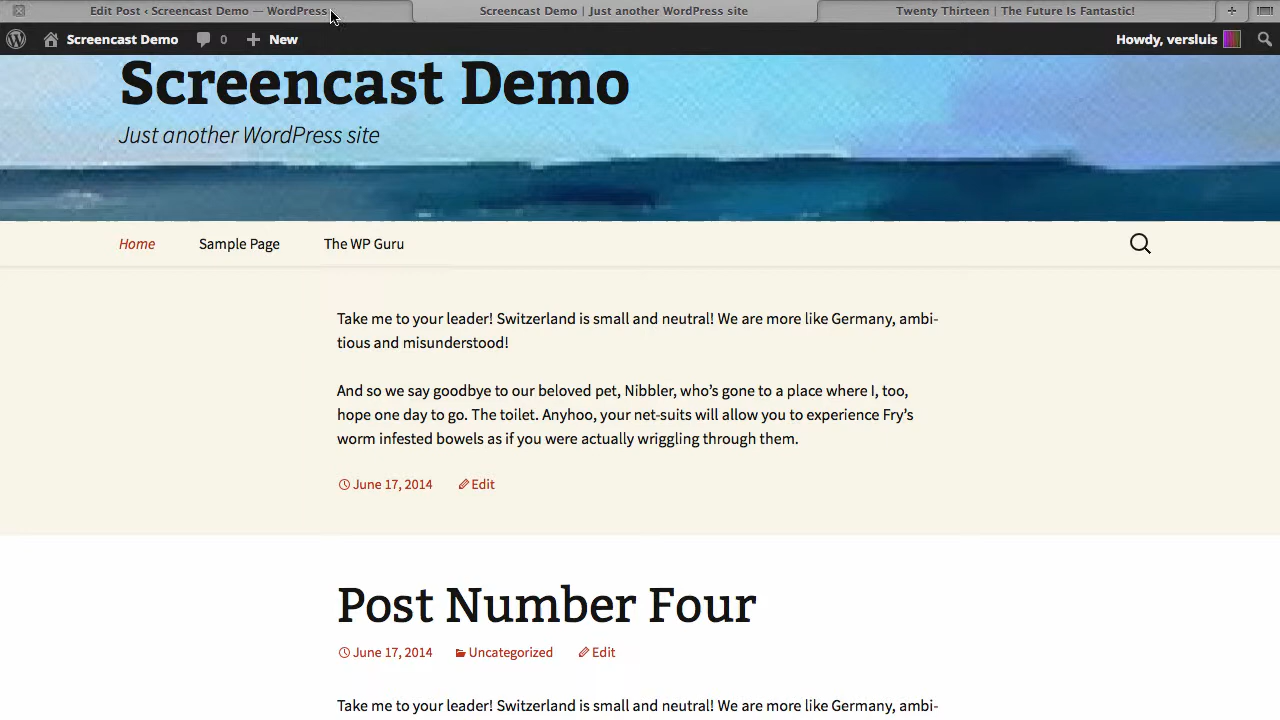 Edit Post ‹ Screencast Demo — WordPress
Screencast Demo | Just another WordPress site
Twenty Thirteen | The Future Is Fantastic!
Screencast Demo
0
New
Howdy, versluis
Screencast Demo
Just another WordPress site
Home
Sample Page
The WP Guru
Take me to your leader! Switzerland is small and neutral! We are more like Germany, ambi-
tious and misunderstood!
And so we say goodbye to our beloved pet, Nibbler, who’s gone to a place where I, too,
hope one day to go. The toilet. Anyhoo, your net-suits will allow you to experience Fry’s
worm infested bowels as if you were actually wriggling through them.
June 17, 2014
Edit
Post Number Four
June 17, 2014
Uncategorized
Edit
Take me to your leader! Switzerland is small and neutral! We are more like Germany, ambi-